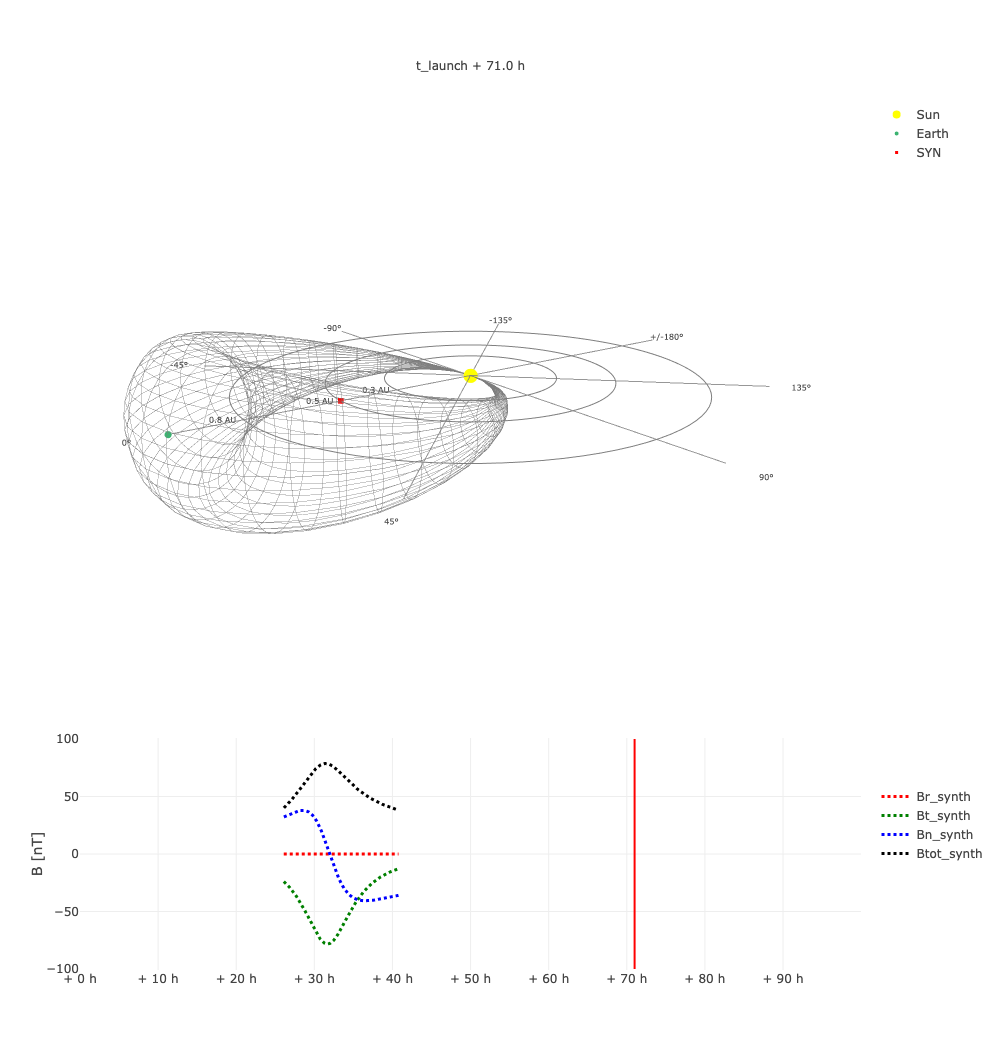 t_launch + 71.0 h
Sun
Earth
SYN
-135°
-90°
+/-180°
-45°
135°
0.3 AU
0.5 AU
0.8 AU
0°
90°
45°
100
50
0
−50
−100
B [nT]
+ 0 h
+ 10 h
+ 20 h
+ 30 h
+ 40 h
+ 50 h
+ 60 h
+ 70 h
+ 80 h
+ 90 h
Br_synth
Bt_synth
Bn_synth
Btot_synth